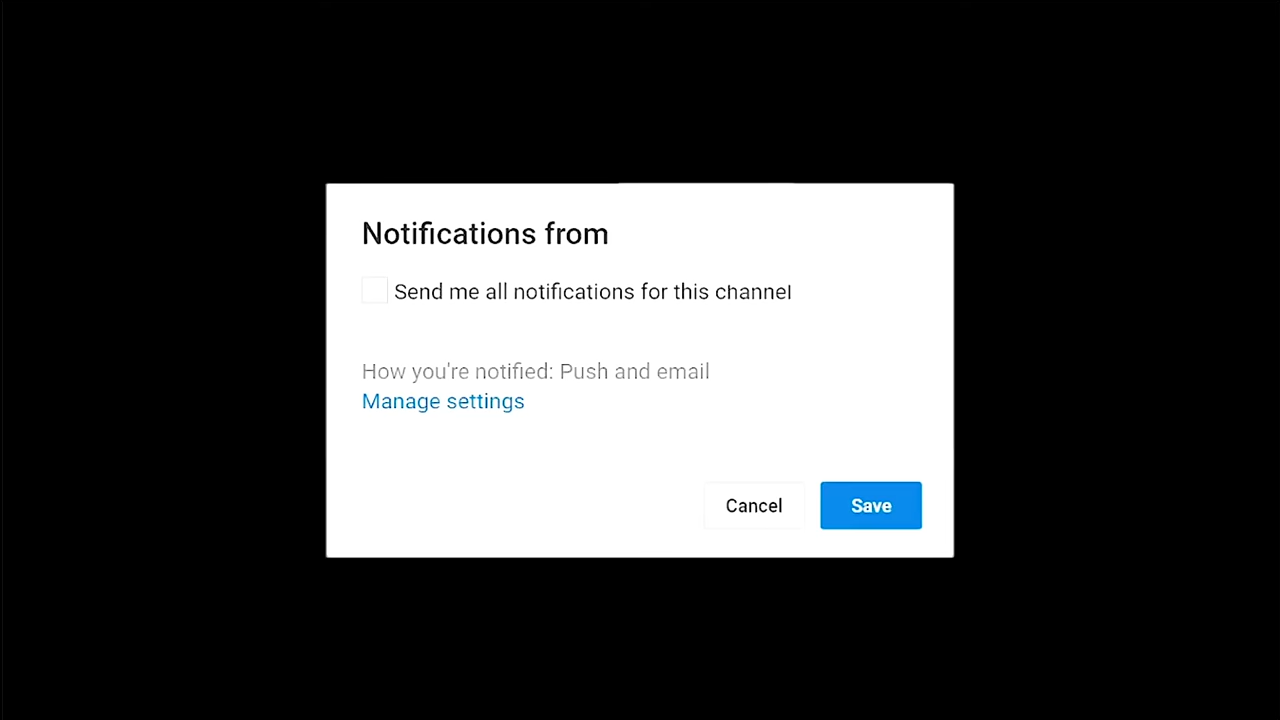 Notifications from
Send me all notifications for this channel
How you're notified: Push and email
Manage settings
Cancel
Save